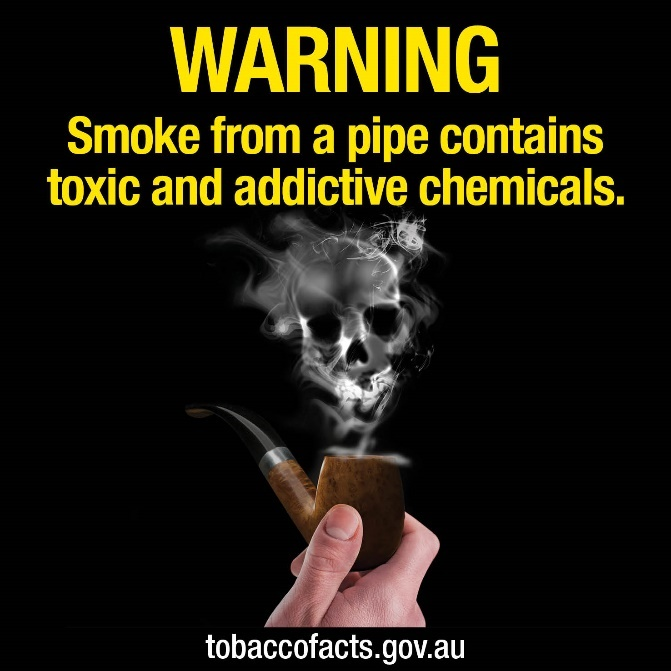 WARNING
Smoke from a pipe contains
toxic and addictive chemicals.
tobaccofacts.gov.au